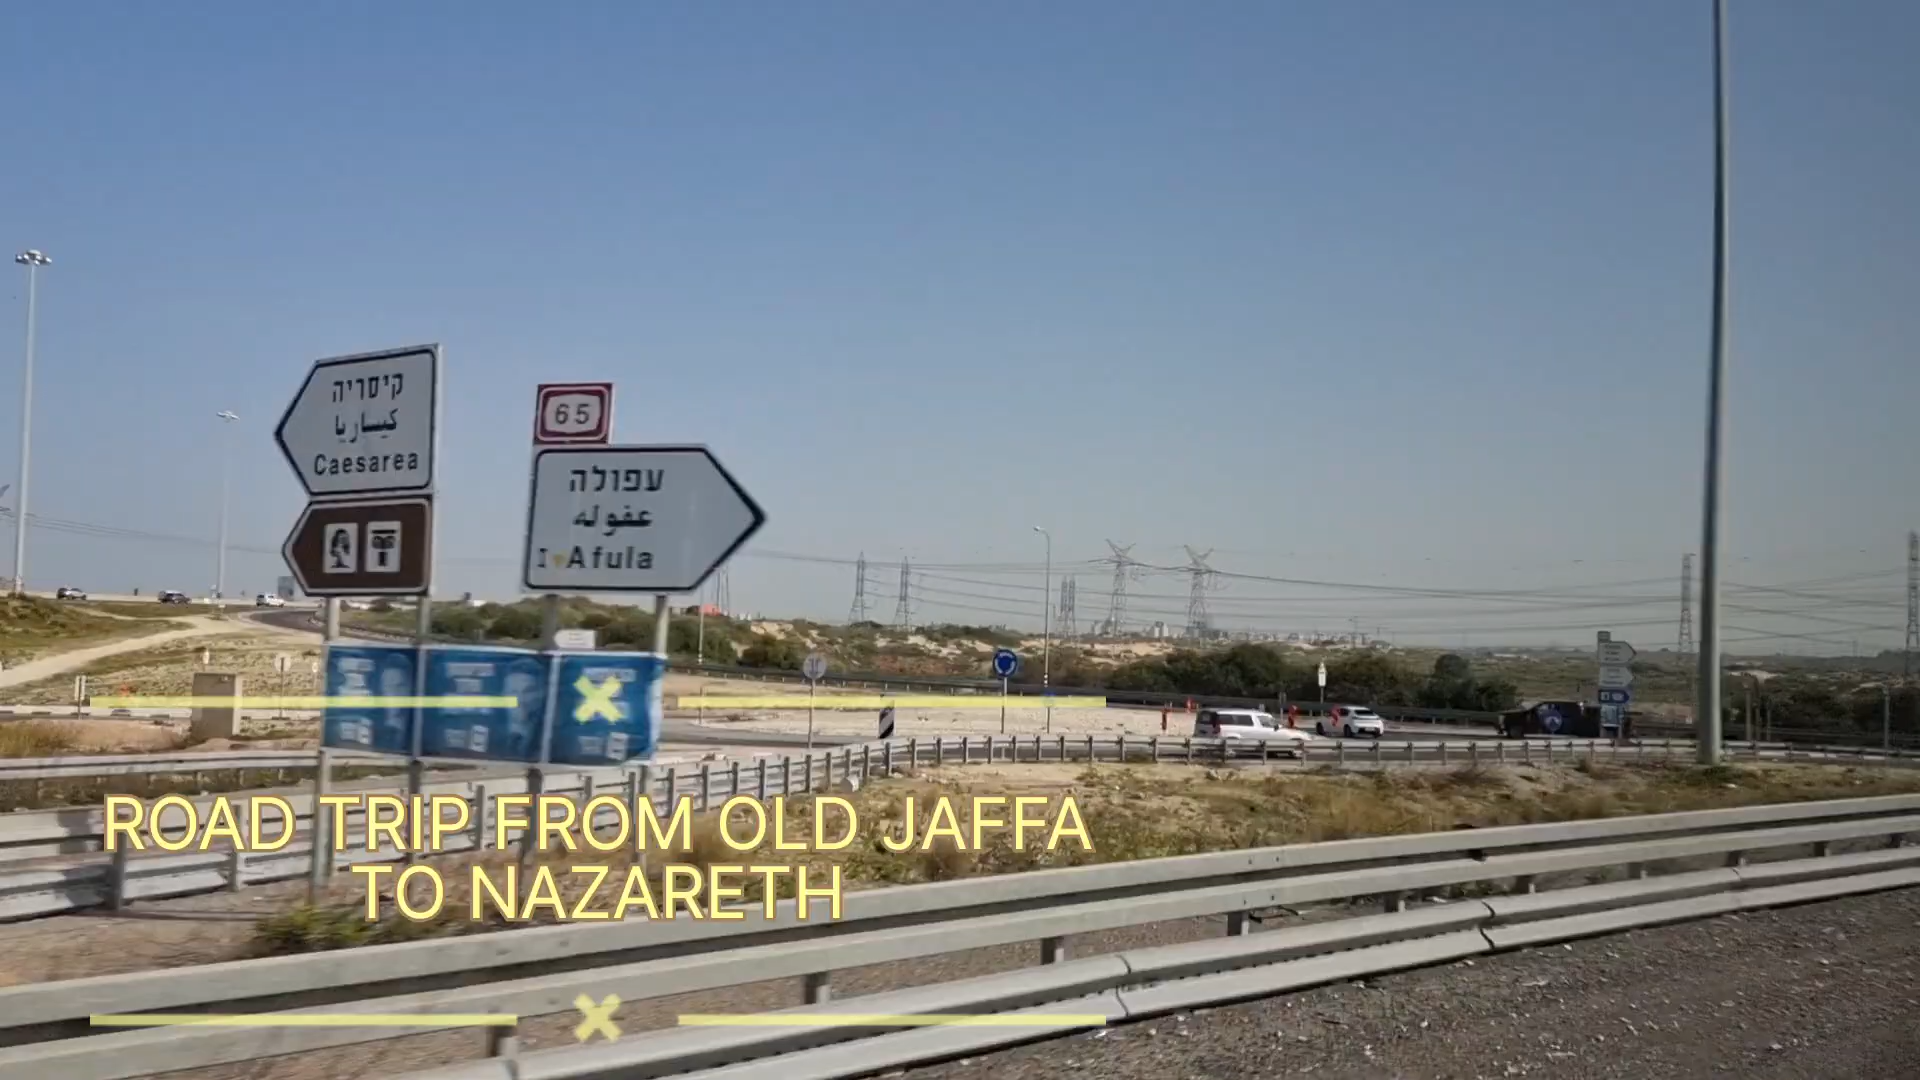 קיסריה
كيساريا
Caesarea
65
עפולה
عفوله
I Afula
ROAD TRIP FROM OLD JAFFA
TO NAZARETH